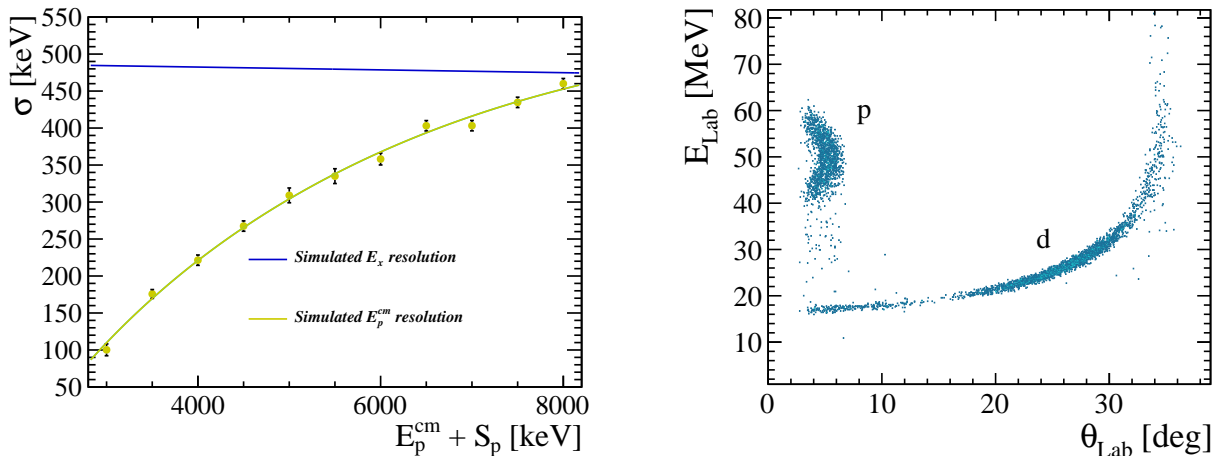 σ [keV]
550
500
450
400
350
300
250
200
150
100
50
Simulated E_x resolution
Simulated E_p^cm resolution
4000 6000 8000
E_p^cm + S_p [keV]
E_Lab [MeV]
80
70
60
50
40
30
20
10
p
d
0 10 20 30
θ_Lab [deg]